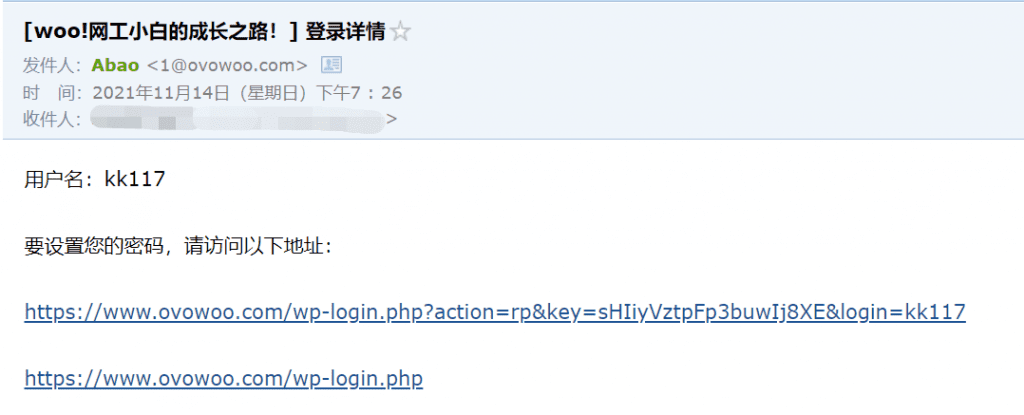 [woo!网工小白的成长之路！] 登录详情
发件人：Abao <1@ovowoo.com>
时 间：2021年11月14日（星期日）下午7：26
收件人： >
用户名：kk117
要设置您的密码，请访问以下地址：
https://www.ovowoo.com/wp-login.php?action=rp&key=sHIiyVztpFp3buwIj8XE&login=kk117
https://www.ovowoo.com/wp-login.php